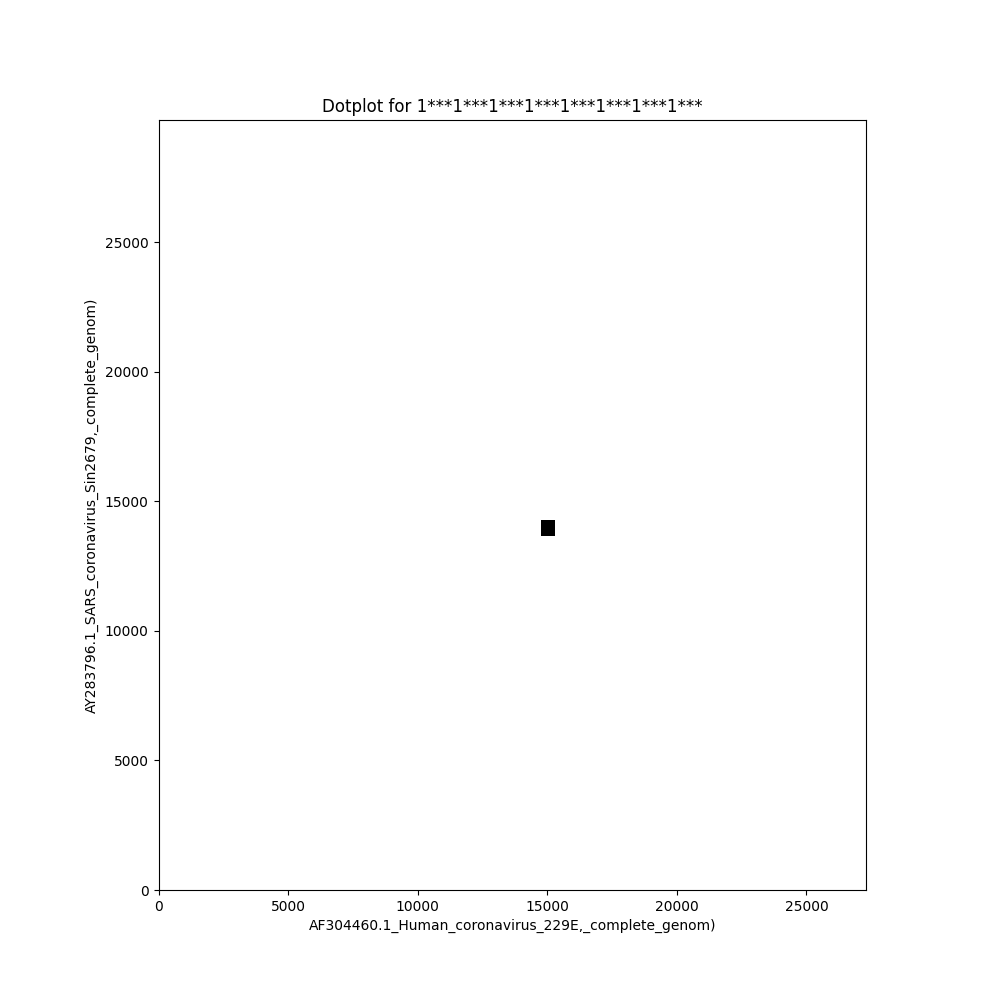 Dotplot for 1***1***1***1***1***1***1***1***
25000
20000
15000
10000
5000
0
AY283796.1_SARS_coronavirus_Sin2679,_complete_genom)
0 5000 10000 15000 20000 25000
AF304460.1_Human_coronavirus_229E,_complete_genom)